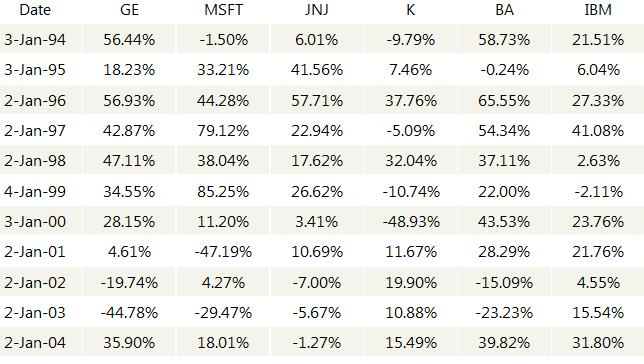 Date GE MSFT JNJ K BA IBM
3-Jan-94 56.44% -1.50% 6.01% -9.79% 58.73% 21.51%
3-Jan-95 18.23% 33.21% 41.56% 7.46% -0.24% 6.04%
2-Jan-96 56.93% 44.28% 57.71% 37.76% 65.55% 27.33%
2-Jan-97 42.87% 79.12% 22.94% -5.09% 54.34% 41.08%
2-Jan-98 47.11% 38.04% 17.62% 32.04% 37.11% 2.63%
4-Jan-99 34.55% 85.25% 26.62% -10.74% 22.00% -2.11%
3-Jan-00 28.15% 11.20% 3.41% -48.93% 43.53% 23.76%
2-Jan-01 4.61% -47.19% 10.69% 11.67% 28.29% 21.76%
2-Jan-02 -19.74% 4.27% -7.00% 19.90% -15.09% 4.55%
2-Jan-03 -44.78% -29.47% -5.67% 10.88% -23.23% 15.54%
2-Jan-04 35.90% 18.01% -1.27% 15.49% 39.82% 31.80%